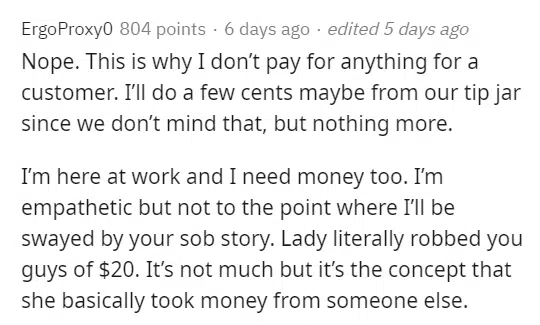 ErgoProxy0 804 points · 6 days ago · edited 5 days ago
Nope. This is why I don’t pay for anything for a
customer. I’ll do a few cents maybe from our tip jar
since we don’t mind that, but nothing more.
I’m here at work and I need money too. I’m
empathetic but not to the point where I’ll be
swayed by your sob story. Lady literally robbed you
guys of $20. It’s not much but it’s the concept that
she basically took money from someone else.